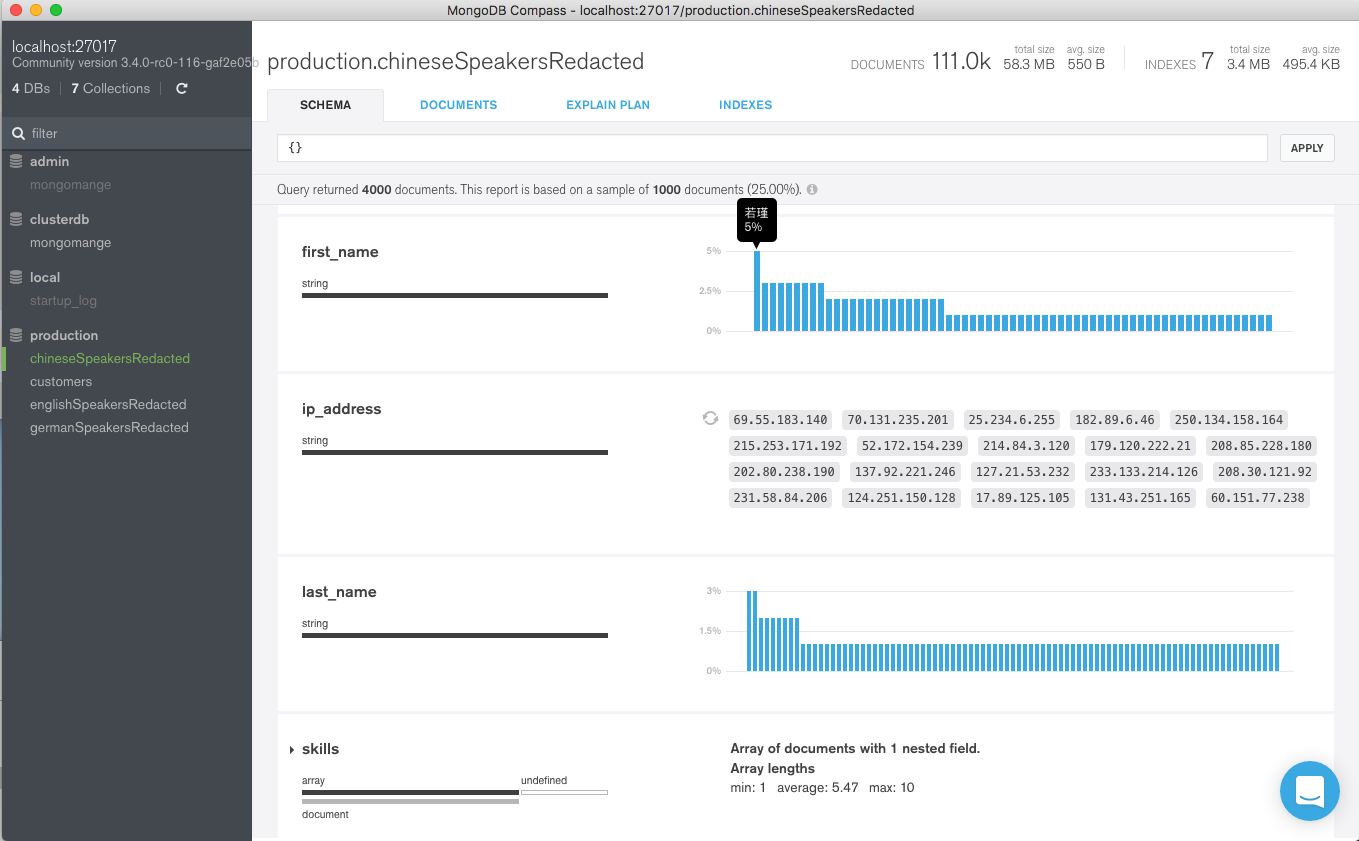 MongoDB Compass - localhost:27017/production.chineseSpeakersRedacted
localhost:27017
Community version 3.4.0-rc0-116-gaf2e05b
4 DBs
7 Collections
filter
admin
mongomange
clusterdb
mongomange
local
startup_log
production
chineseSpeakersRedacted
customers
englishSpeakersRedacted
germanSpeakersRedacted
production.chineseSpeakersRedacted
DOCUMENTS 111.0k total size 58.3 MB avg. size 550 B
INDEXES 7 total size 3.4 MB avg. size 495.4 KB
SCHEMA DOCUMENTS EXPLAIN PLAN INDEXES
{}
APPLY
Query returned 4000 documents. This report is based on a sample of 1000 documents (25.00%).
first_name
string
若瑾
5%
5%
2.5%
0%
ip_address
string
69.55.183.140 70.131.235.201 25.234.6.255 182.89.6.46 250.134.158.164
215.253.171.192 52.172.154.239 214.84.3.120 179.120.222.21 208.85.228.180
202.80.238.190 137.92.221.246 127.21.53.232 233.133.214.126 208.30.121.92
231.58.84.206 124.251.150.128 17.89.125.105 131.43.251.165 60.151.77.238
last_name
string
3%
1.5%
0%
skills
array undefined
document
Array of documents with 1 nested field.
Array lengths
min: 1 average: 5.47 max: 10